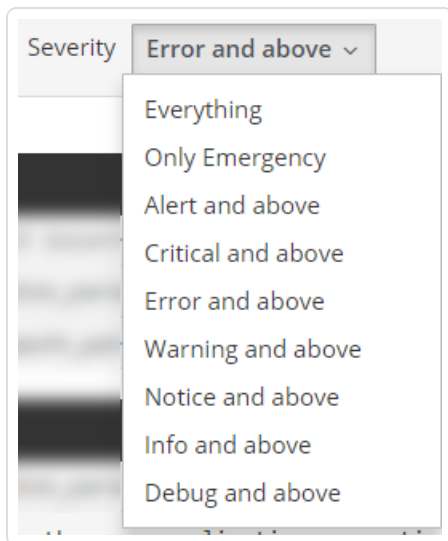 Severity Error and above
Everything
Only Emergency
Alert and above
Critical and above
Error and above
Warning and above
Notice and above
Info and above
Debug and above